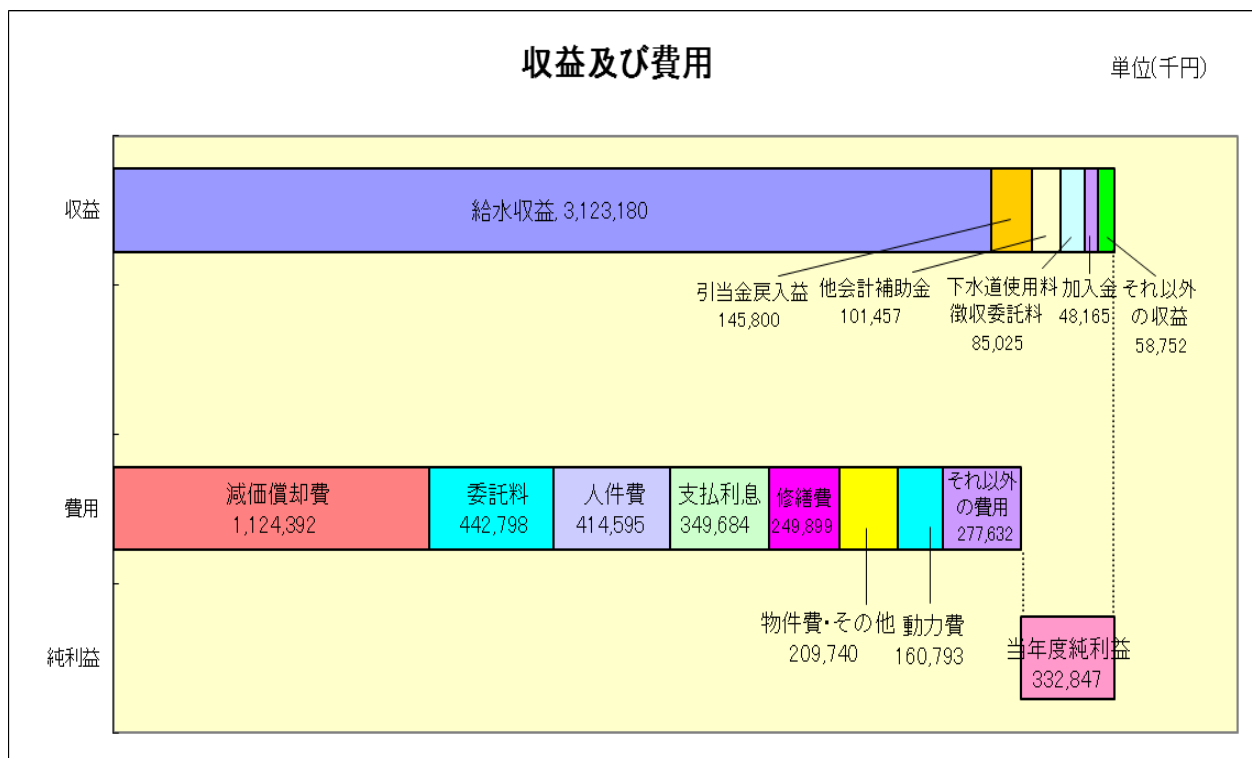 収益及び費用
単位(千円)
収益
給水収益, 3,123,180
引当金戻入益
145,800
他会計補助金
101,457
下水道使用料
徴収委託料
85,025
加入金
48,165
それ以外
の収益
58,752
費用
減価償却費
1,124,392
委託料
442,798
人件費
414,595
支払利息
349,684
修繕費
249,899
それ以外
の費用
277,632
物件費・その他
209,740
動力費
160,793
純利益
当年度純利益
332,847